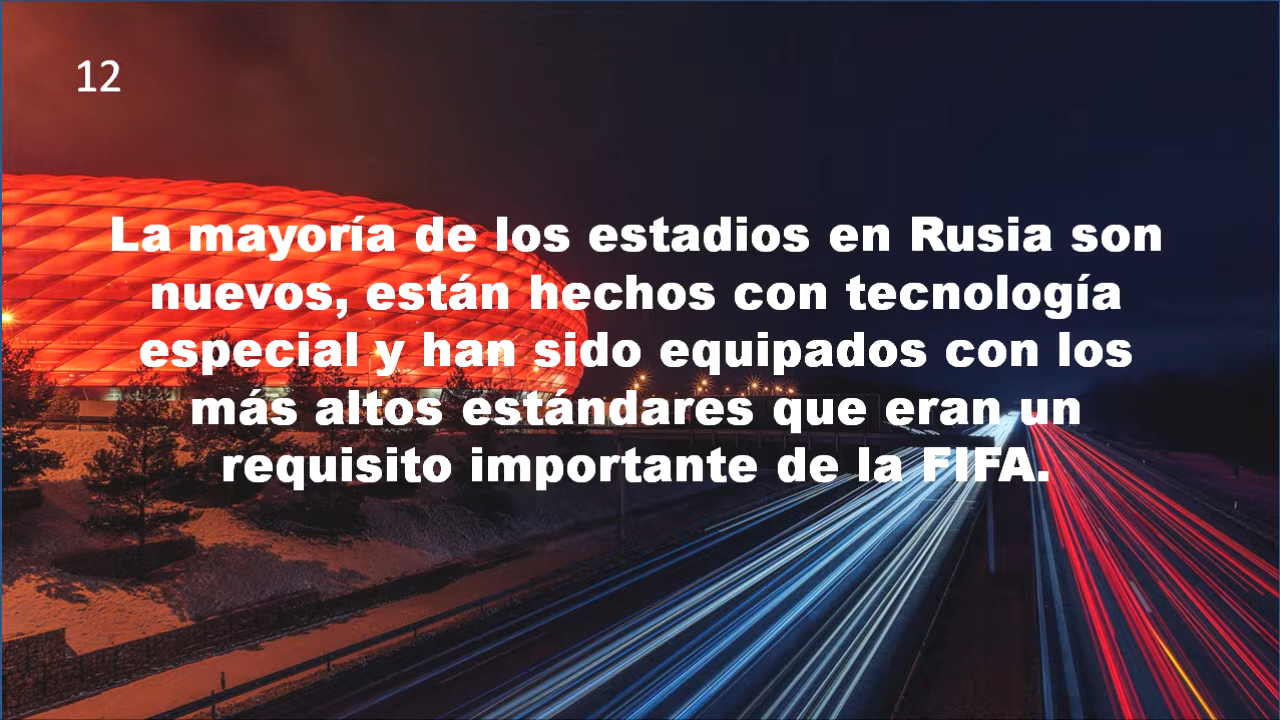 12
La mayoría de los estadios en Rusia son
nuevos, están hechos con tecnología
especial y han sido equipados con los
más altos estándares que eran un
requisito importante de la FIFA.